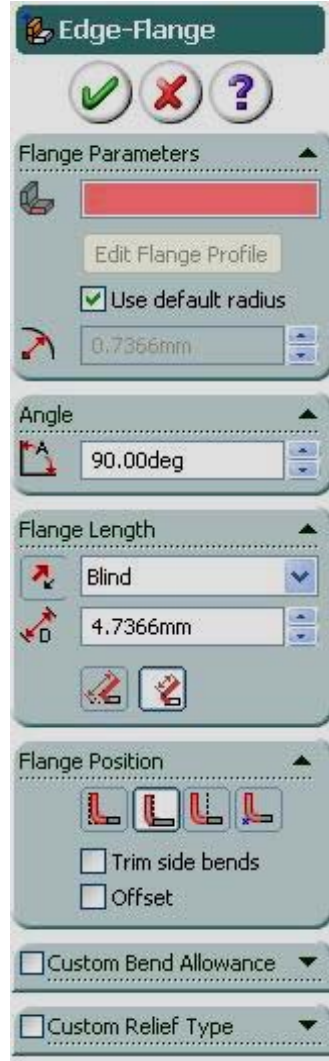 Edge-Flange
?
Flange Parameters
Edit Flange Profile
Use default radius
0.7366mm
Angle
A
90.00deg
Flange Length
Blind
D
4.7366mm
Flange Position
Trim side bends
Offset
Custom Bend Allowance
Custom Relief Type